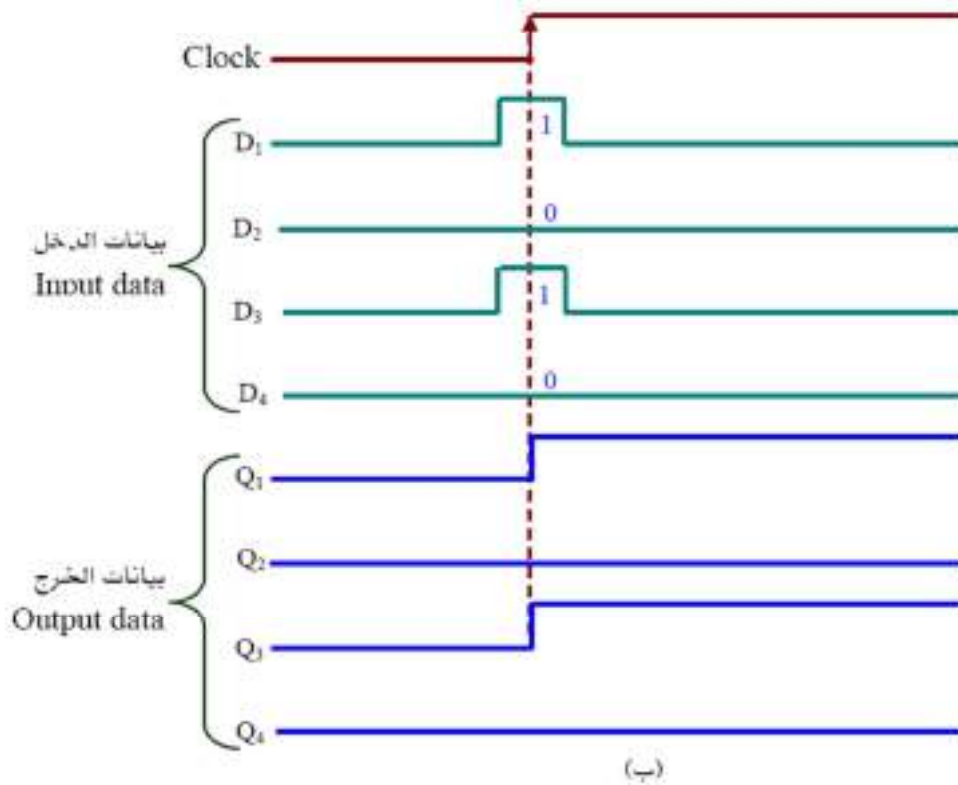 Clock
D₁
1
D₂
0
بيانات الدخل
Input data
D₃
1
D₄
0
Q₁
Q₂
بيانات الخرج
Output data
Q₃
Q₄
(ب)